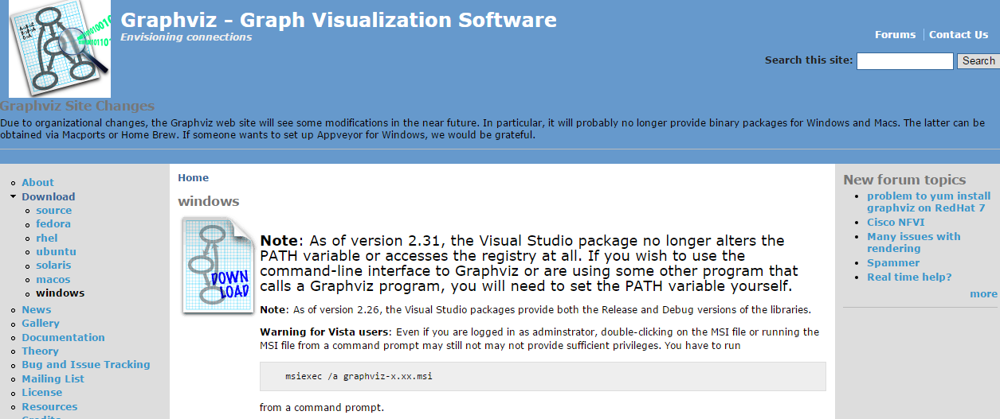 Graphviz - Graph Visualization Software
Envisioning connections
Forums
Contact Us
Search this site:
Search
Graphviz Site Changes
Due to organizational changes, the Graphviz web site will see some modifications in the near future. In particular, it will probably no longer provide binary packages for Windows and Macs. The latter can be
obtained via Macports or Home Brew. If someone wants to set up Appveyor for Windows, we would be grateful.
About
Download
source
fedora
rhel
ubuntu
solaris
macos
windows
News
Gallery
Documentation
Theory
Bug and Issue Tracking
Mailing List
License
Resources
Credits
Home
windows
DOWN
LOAD
Note: As of version 2.31, the Visual Studio package no longer alters the
PATH variable or accesses the registry at all. If you wish to use the
command-line interface to Graphviz or are using some other program that
calls a Graphviz program, you will need to set the PATH variable yourself.
Note: As of version 2.26, the Visual Studio packages provide both the Release and Debug versions of the libraries.
Warning for Vista users: Even if you are logged in as adminstrator, double-clicking on the MSI file or running the
MSI file from a command prompt may still not may not provide sufficient privileges. You have to run
msiexec /a graphviz-x.xx.msi
from a command prompt.
New forum topics
problem to yum install
graphviz on RedHat 7
Cisco NFVI
Many issues with
rendering
Spammer
Real time help?
more